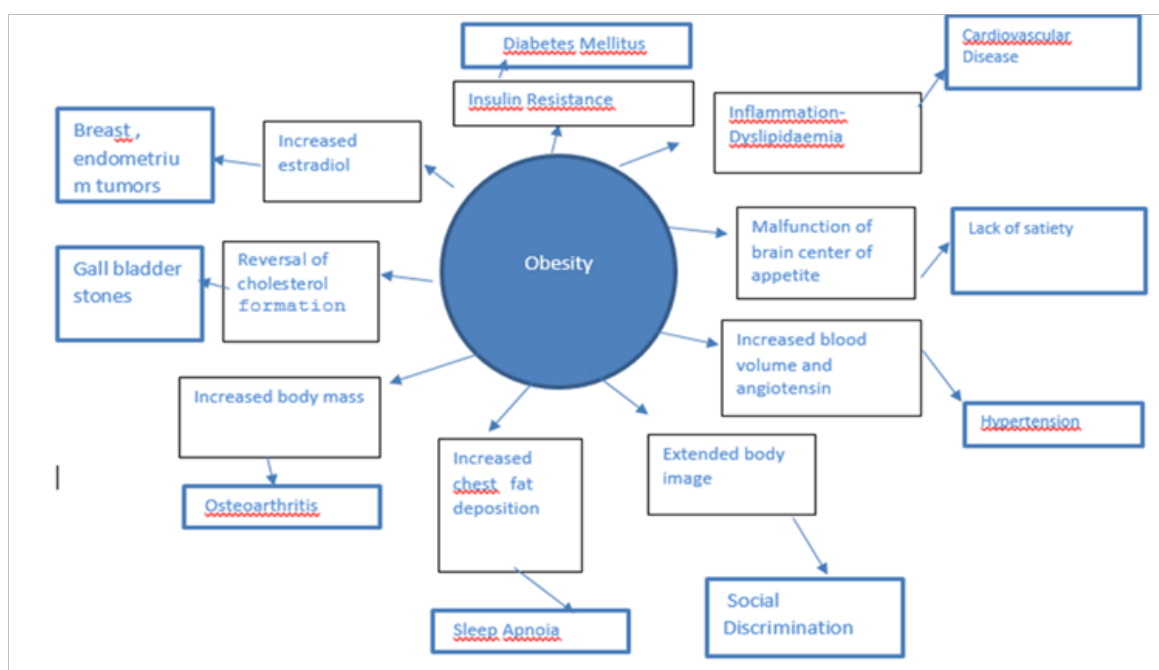 Diabetes Mellitus
Insulin Resistance
Cardiovascular
Disease
Inflammation-
Dyslipidaemia
Breast ,
endometriu
m tumors
Increased
estradiol
Malfunction of
brain center of
appetite
Lack of satiety
Obesity
Gall bladder
stones
Reversal of
cholesterol
formation
Increased blood
volume and
angiotensin
Hypertension
Increased body mass
Osteoarthritis
Increased
chest fat
deposition
Sleep Apnoia
Extended body
image
Social
Discrimination